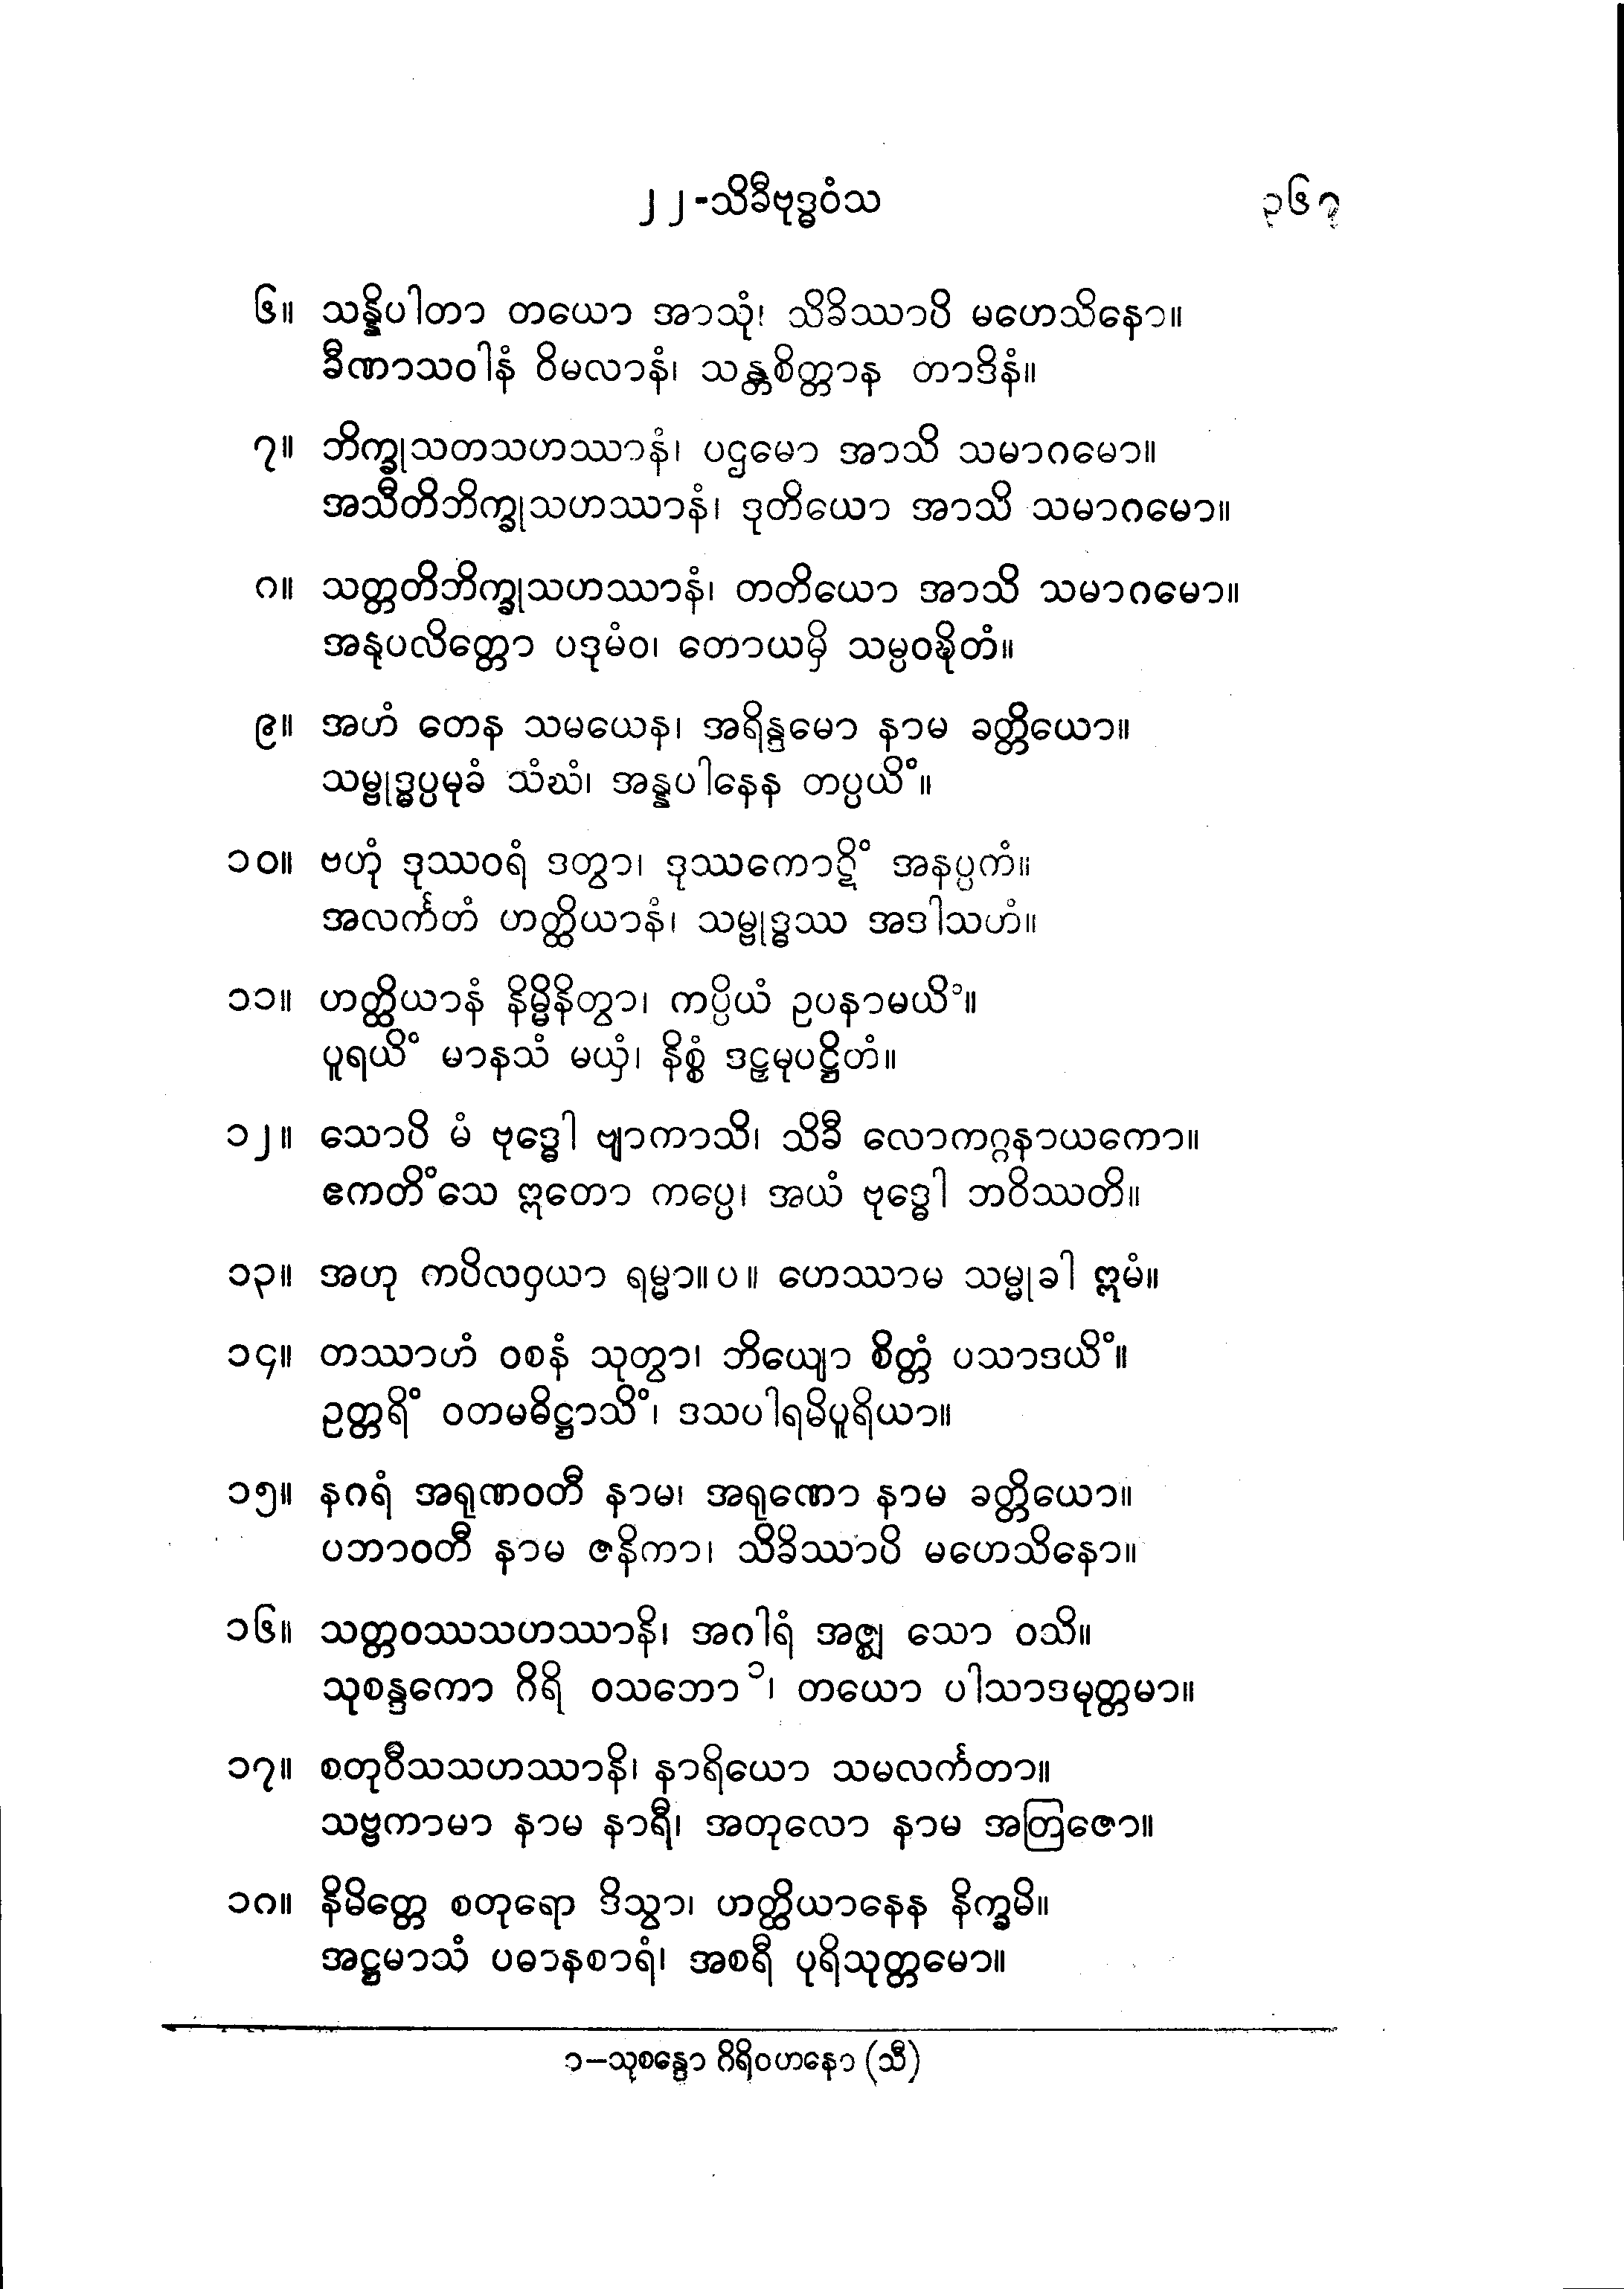 ၂၂-သိခီဗုဒ္ဓဝံသ ၃၆၇
၆။ သန္နိပါတာ တယော အာသုံ၊ သိခိဿာပိ မဟေသိနော။
ခီဏာသဝါနံ ဝိမလာနံ၊ သန္တစိတ္တာန တာဒိနံ။
၇။ ဘိက္ခုသတသဟဿာနံ၊ ပဌမော အာသိ သမာဂမော။
အသီတိဘိက္ခုသဟဿာနံ၊ ဒုတိယော အာသိ သမာဂမော။
၈။ သတ္တတိဘိက္ခုသဟဿာနံ၊ တတိယော အာသိ သမာဂမော။
အနုပလိတ္တော ပဒုမံဝ၊ တောယမှိ သမ္ပဝဍ္ဎိတံ။
၉။ အဟံ တေန သမယေန၊ အရိန္ဒမော နာမ ခတ္တိယော။
သမ္ဗုဒ္ဓပ္ပမုခံ သံဃံ၊ အန္နပါနေန တပ္ပယိံ။
၁၀။ ဗဟုံ ဒုဿဝရံ ဒတွာ၊ ဒုဿကောဋိံ အနပ္ပကံ။
အလင်္ကတံ ဟတ္ထိယာနံ၊ သမ္ဗုဒ္ဓဿ အဒါသဟံ။
၁၁။ ဟတ္ထိယာနံ နိမ္မိနိတွာ၊ ကပ္ပိယံ ဥပနာမယိံ။
ပူရယိံ မာနသံ မယှံ၊ နိစ္စံ ဒဠှမုပဋ္ဌိတံ။
၁၂။ သောပိ မံ ဗုဒ္ဓေါ ဗျာကာသိ၊ သိခီ လောကဂ္ဂနာယကော။
ဧကတိံသေ ဣတော ကပ္ပေ၊ အယံ ဗုဒ္ဓေါ ဘဝိဿတိ။
၁၃။ အဟု ကပိလဝှယာ ရမ္မာ။ ပ။ ဟေဿာမ သမ္မုခါ ဣမံ။
၁၄။ တဿာဟံ ဝစနံ သုတွာ၊ ဘိယျော စိတ္တံ ပသာဒယိံ။
ဥတ္တရိံ ဝတမဓိဋ္ဌာသိံ၊ ဒသပါရမိပူရိယာ။
၁၅။ နဂရံ အရုဏဝတီ နာမ၊ အရုဏော နာမ ခတ္တိယော။
ပဘာဝတီ နာမ ဇနိကာ၊ သိခိဿာပိ မဟေသိနော။
၁၆။ သတ္တဝဿသဟဿာနိ၊ အဂါရံ အဇ္ဈ သော ဝသိ။
သုစန္ဒကော ဂိရိ ဝသဘော ၁၊ တယော ပါသာဒမုတ္တမာ။
၁၇။ စတုဝီသသဟဿာနိ၊ နာရိယော သမလင်္ကတာ။
သဗ္ဗကာမာ နာမ နာရီ၊ အတုလော နာမ အတြဇော။
၁၈။ နိမိတ္တေ စတုရော ဒိသွာ၊ ဟတ္ထိယာနေန နိက္ခမိ။
အဋ္ဌမာသံ ပဓာနစာရံ၊ အစရီ ပုရိသုတ္တမော။
၁–သုစန္ဒော ဂိရိဝဟနော (သီ)